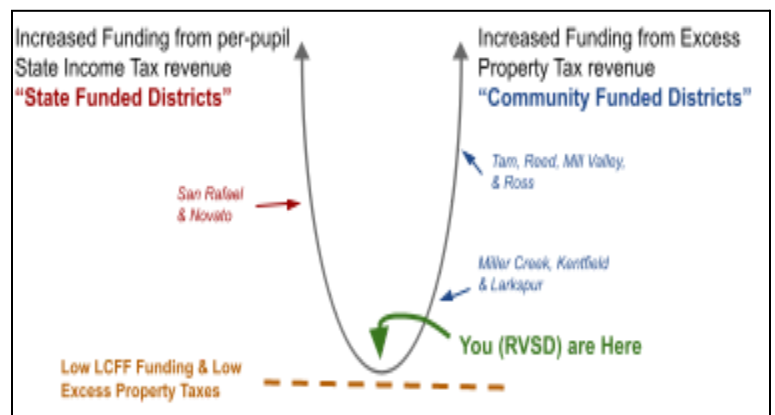 Increased Funding from per-pupil
State Income Tax revenue
“State Funded Districts”
Increased Funding from Excess
Property Tax revenue
“Community Funded Districts”
Tam, Reed, Mill Valley,
& Ross
San Rafael
& Novato
Miller Creek, Kentfield
& Larkspur
You (RVSD) are Here
Low LCFF Funding & Low
Excess Property Taxes